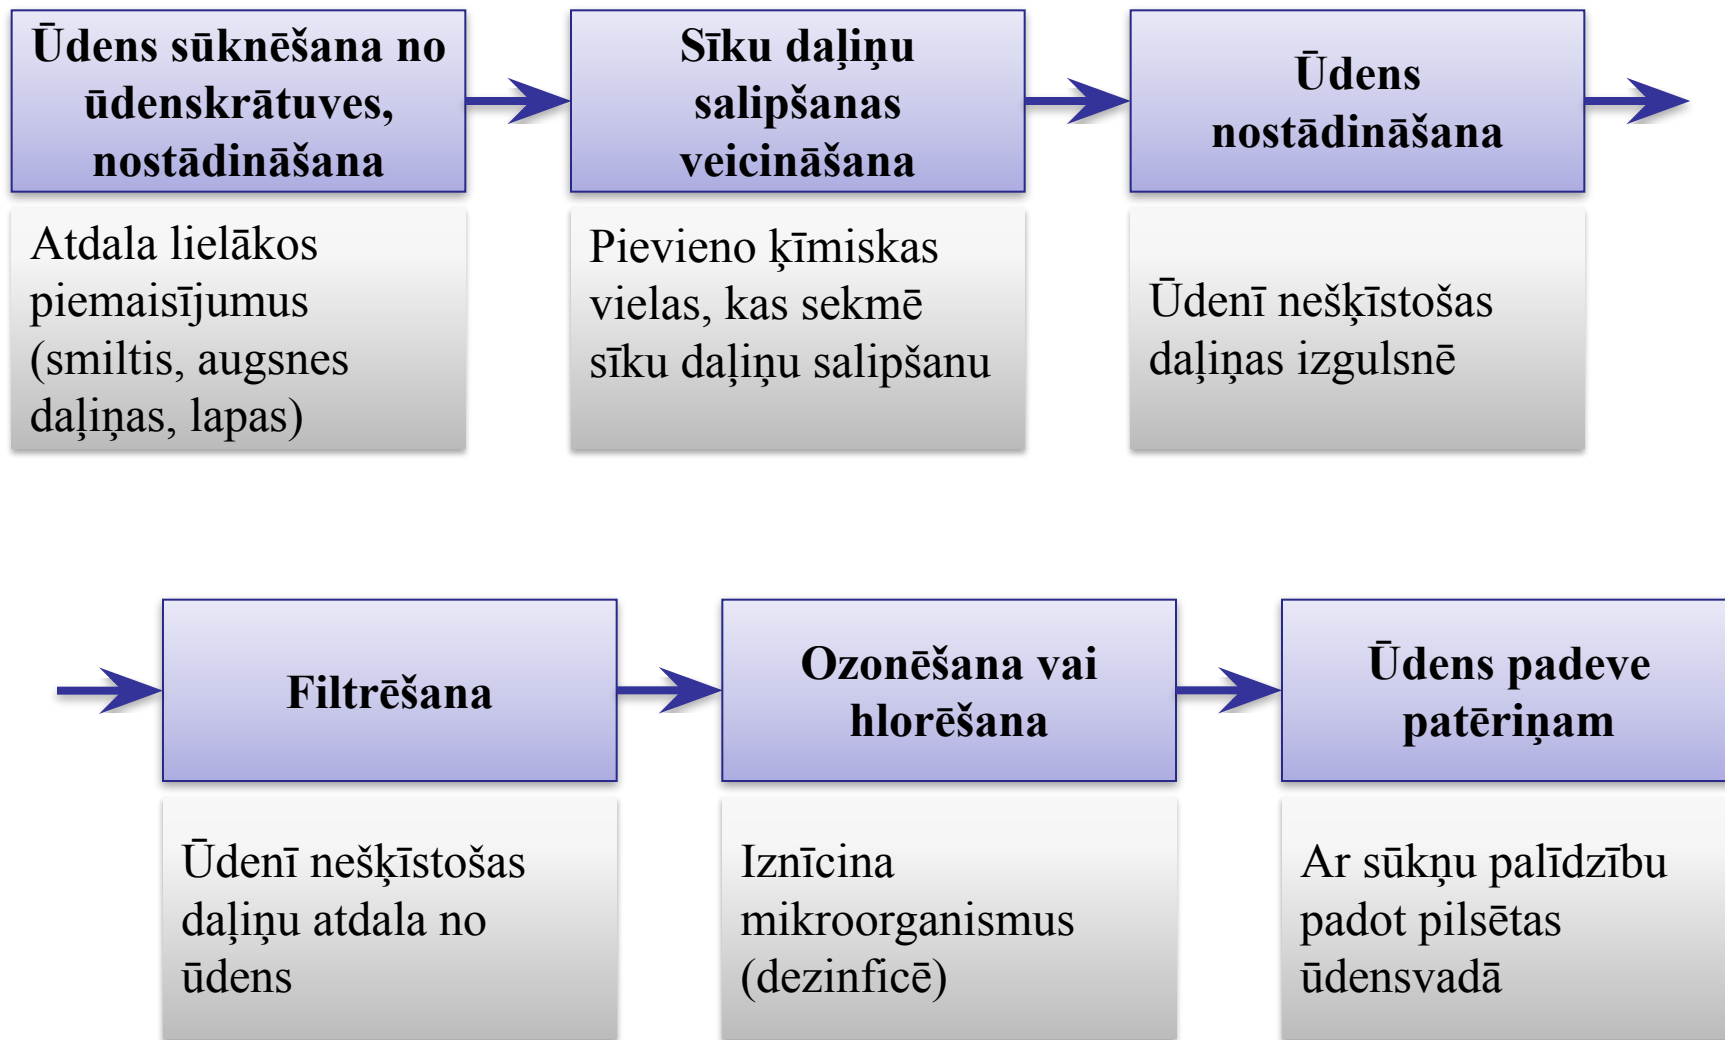 Ūdens sūknēšana no
ūdenskrātuves,
nostādināšana
Atdala lielākos
piemaisījumus
(smiltis, augsnes
daļiņas, lapas)
Sīku daļiņu
salipšanas
veicināšana
Pievieno ķīmiskas
vielas, kas sekmē
sīku daļiņu salipšanu
Ūdens
nostādināšana
Ūdenī nešķīstošas
daļiņas izgulsnē
Filtrēšana
Ūdenī nešķīstošas
daļiņu atdala no
ūdens
Ozonēšana vai
hlorēšana
Iznīcina
mikroorganismus
(dezinficē)
Ūdens padeve
patēriņam
Ar sūkņu palīdzību
padot pilsētas
ūdensvadā